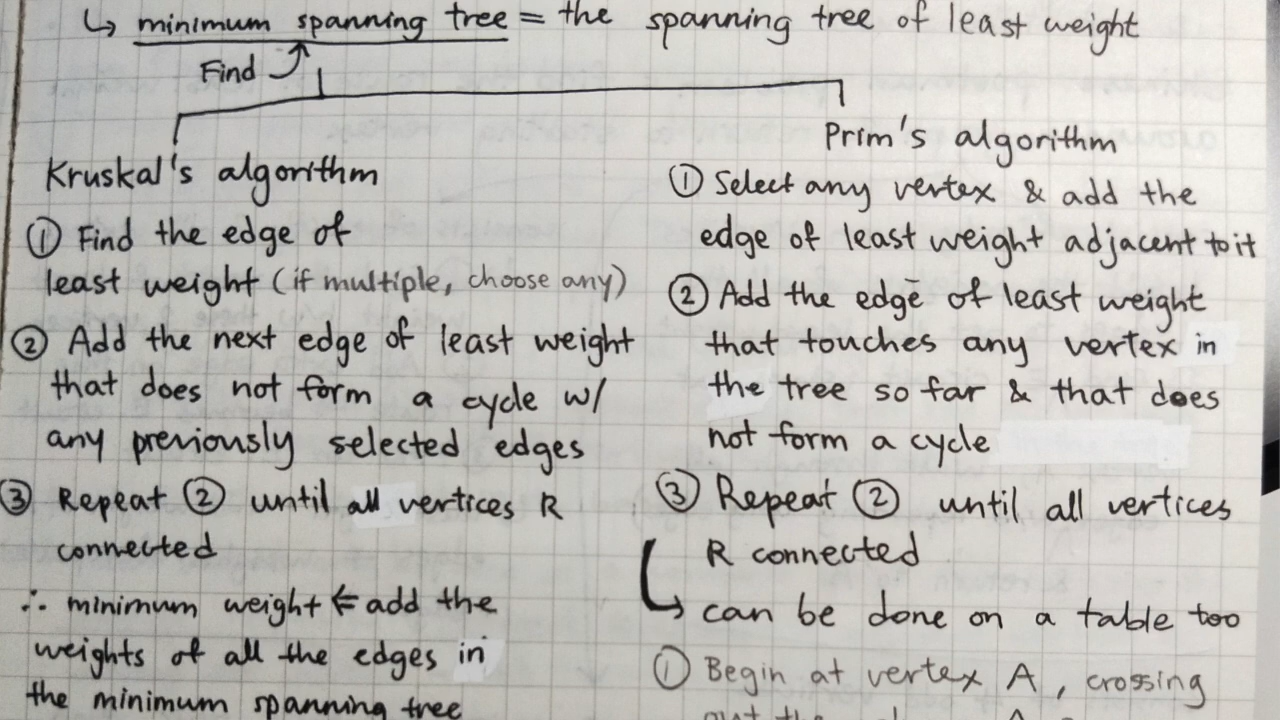 ↳ minimum spanning tree = the spanning tree of least weight
Find
Kruskal's algorithm
① Find the edge of
least weight (if multiple, choose any)
② Add the next edge of least weight
that does not form a cycle w/
any previously selected edges
③ Repeat ② until all vertices R
connected
∴ minimum weight ⇐ add the
weights of all the edges in
the minimum spanning tree
Prim's algorithm
① Select any vertex & add the
edge of least weight adjacent to it
② Add the edge of least weight
that touches any vertex in
the tree so far & that does
not form a cycle
③ Repeat ② until all vertices
R connected
↳ can be done on a table too
① Begin at vertex A, crossing